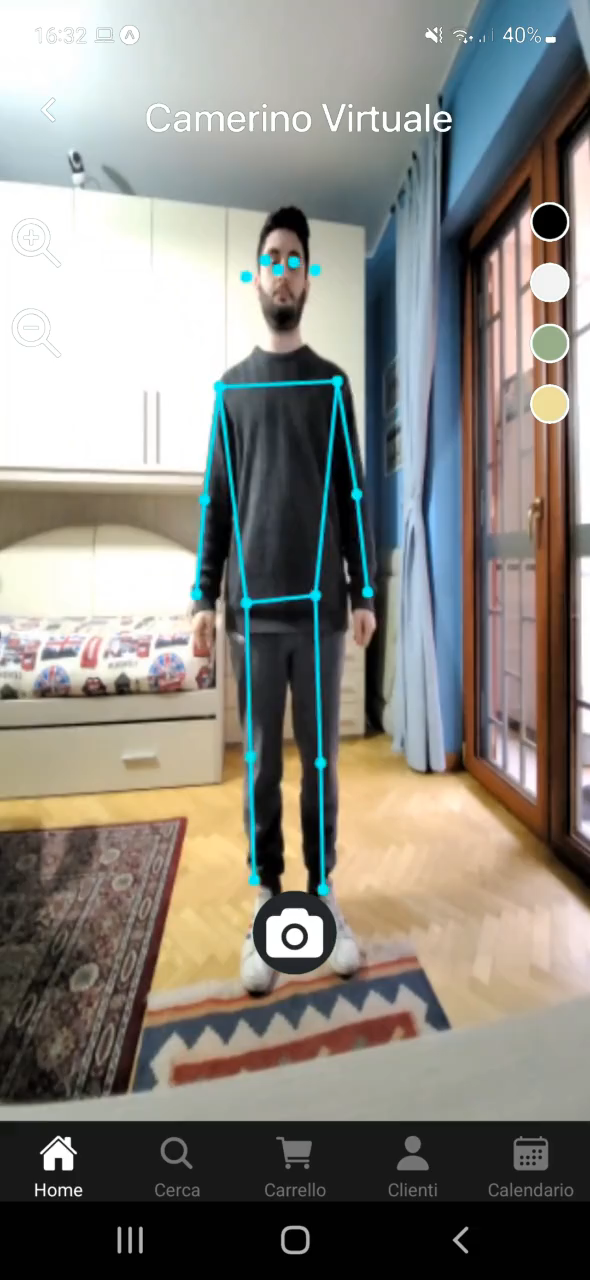 16:32
40%
Camerino Virtuale
Home
Cerca
Carrello
Clienti
Calendario